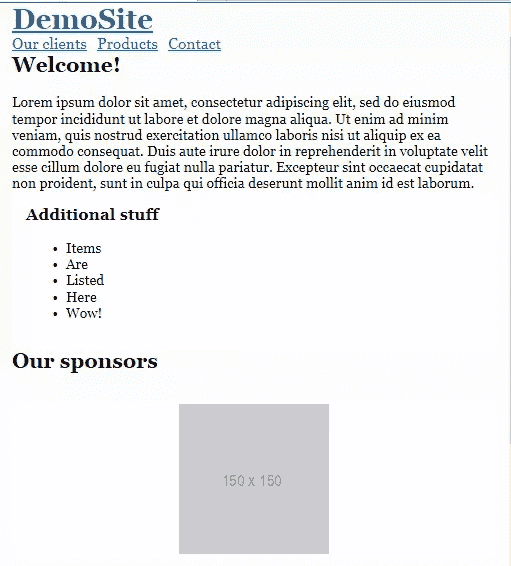 DemoSite
Our clients Products Contact
Welcome!
Lorem ipsum dolor sit amet, consectetur adipiscing elit, sed do eiusmod
tempor incididunt ut labore et dolore magna aliqua. Ut enim ad minim
veniam, quis nostrud exercitation ullamco laboris nisi ut aliquip ex ea
commodo consequat. Duis aute irure dolor in reprehenderit in voluptate velit
esse cillum dolore eu fugiat nulla pariatur. Excepteur sint occaecat cupidatat
non proident, sunt in culpa qui officia deserunt mollit anim id est laborum.
Additional stuff
• Items
• Are
• Listed
• Here
• Wow!
Our sponsors
150 x 150